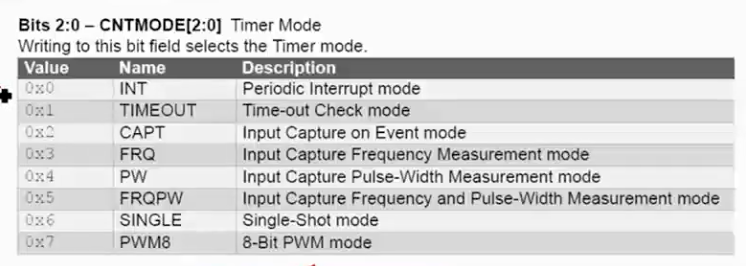 Bits 2:0 – CNTMODE[2:0] Timer Mode
Writing to this bit field selects the Timer mode.
Value Name Description
0x0 INT Periodic Interrupt mode
0x1 TIMEOUT Time-out Check mode
0x2 CAPT Input Capture on Event mode
0x3 FRQ Input Capture Frequency Measurement mode
0x4 PW Input Capture Pulse-Width Measurement mode
0x5 FRQPW Input Capture Frequency and Pulse-Width Measurement mode
0x6 SINGLE Single-Shot mode
0x7 PWM8 8-Bit PWM mode